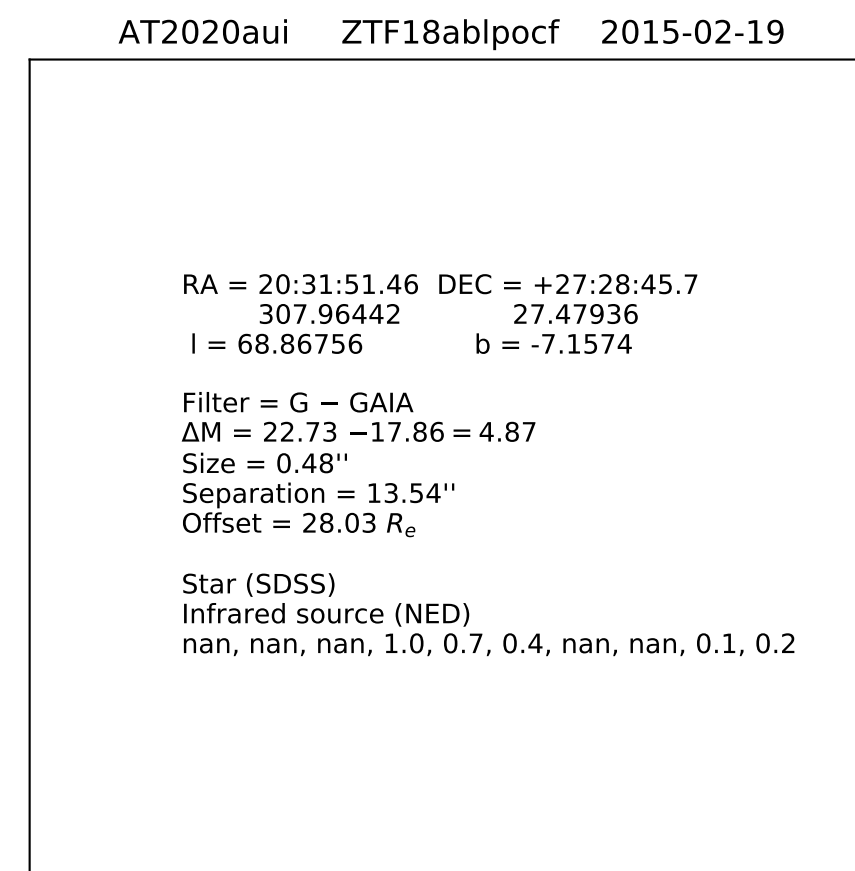 AT2020aui ZTF18ablpocf 2015-02-19
RA = 20:31:51.46 DEC = +27:28:45.7
307.96442 27.47936
l = 68.86756 b = -7.1574
Filter = G − GAIA
ΔM = 22.73 −17.86 = 4.87
Size = 0.48''
Separation = 13.54''
Offset = 28.03 Rₑ
Star (SDSS)
Infrared source (NED)
nan, nan, nan, 1.0, 0.7, 0.4, nan, nan, 0.1, 0.2